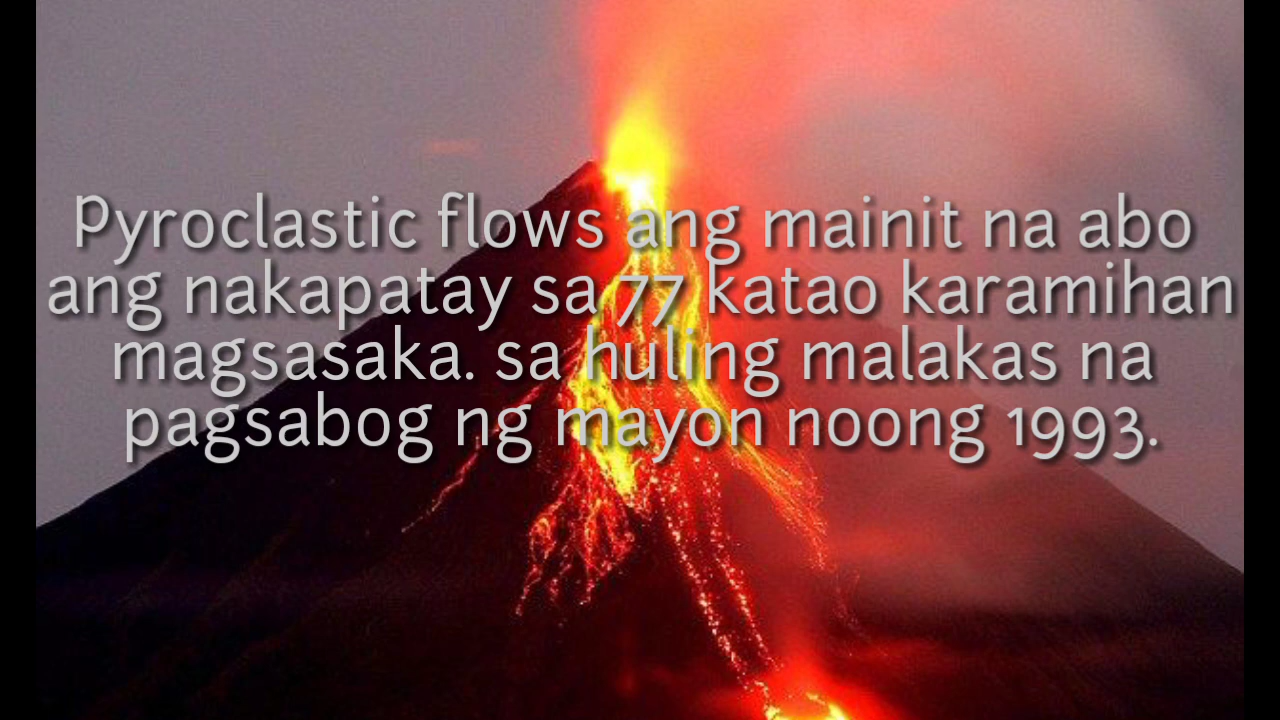 Pyroclastic flows ang mainit na abo
ang nakapatay sa 77 katao karamihan
magsasaka. sa huling malakas na
pagsabog ng mayon noong 1993.